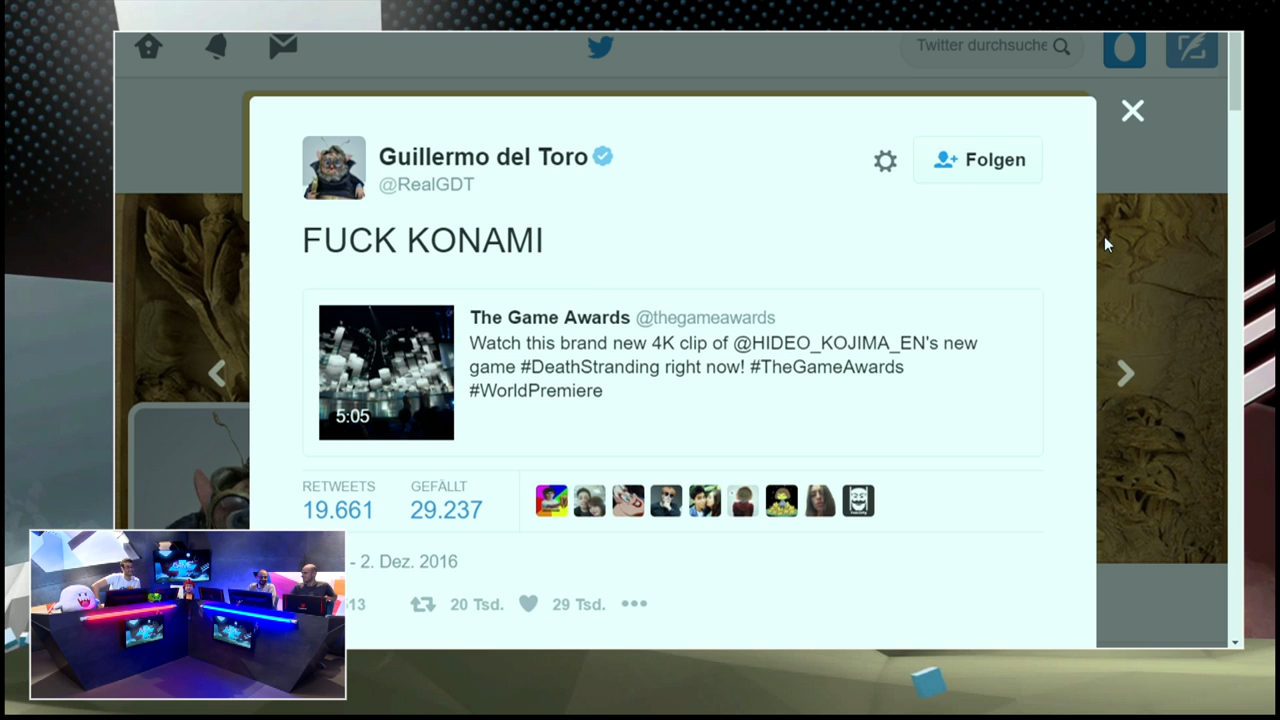 Twitter durchsuche
Guillermo del Toro
@RealGDT
Folgen
FUCK KONAMI
The Game Awards @thegameawards
Watch this brand new 4K clip of @HIDEO_KOJIMA_EN's new
game #DeathStranding right now! #TheGameAwards
#WorldPremiere
5:05
RETWEETS
GEFÄLLT
19.661
29.237
- 2. Dez. 2016
13
20 Tsd.
29 Tsd.